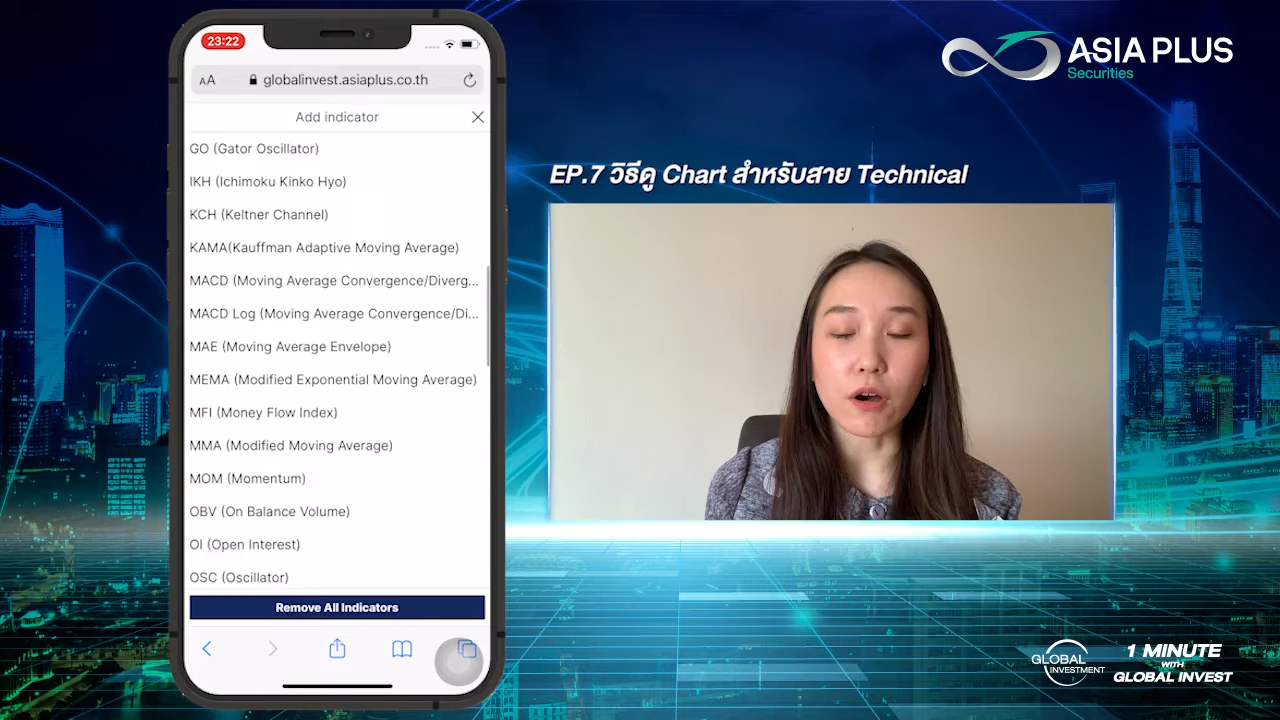 23:22
AA globalinvest.asiaplus.co.th
Add indicator
GO (Gator Oscillator)
IKH (Ichimoku Kinko Hyo)
KCH (Keltner Channel)
KAMA(Kauffman Adaptive Moving Average)
MACD (Moving Average Convergence/Diverg...
MACD Log (Moving Average Convergence/Di...
MAE (Moving Average Envelope)
MEMA (Modified Exponential Moving Average)
MFI (Money Flow Index)
MMA (Modified Moving Average)
MOM (Momentum)
OBV (On Balance Volume)
OI (Open Interest)
OSC (Oscillator)
Remove All Indicators
ASIA PLUS
Securities
EP.7 วิธีดู Chart สำหรับสาย Technical
GLOBAL
INVESTMENT
1 MINUTE
WITH
GLOBAL INVEST